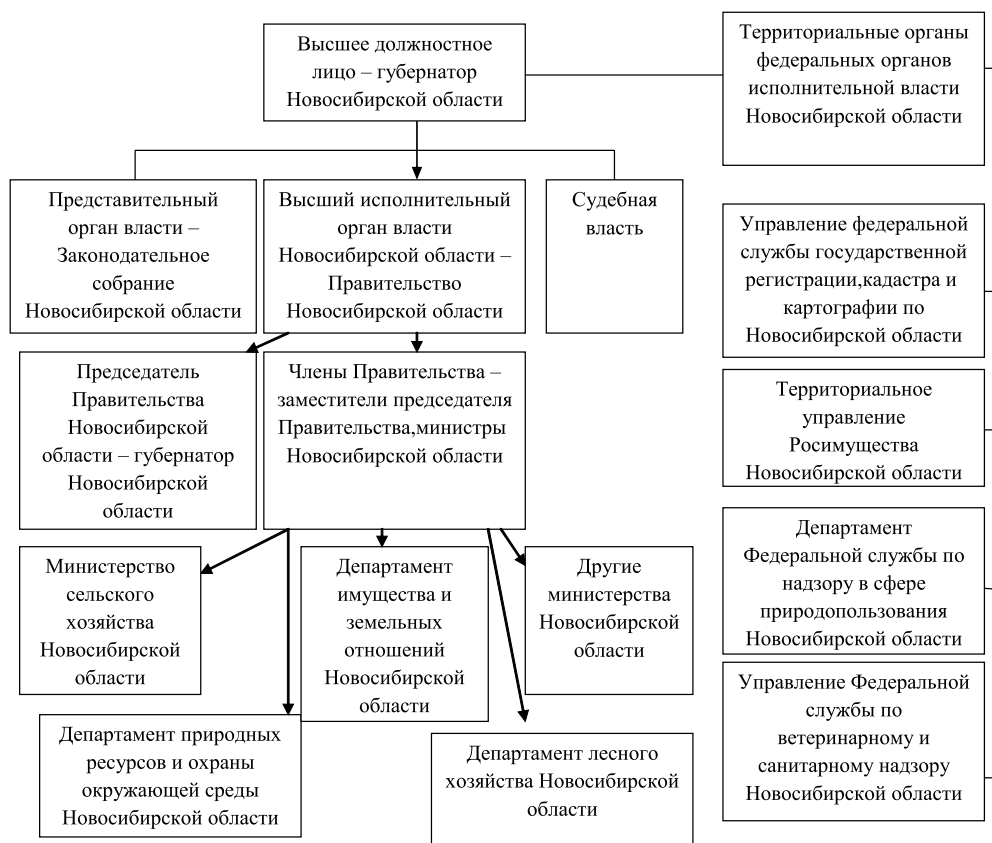 Высшее должностное
лицо – губернатор
Новосибирской области
Территориальные органы
федеральных органов
исполнительной власти
Новосибирской области
Представительный
орган власти –
Законодательное
собрание
Новосибирской области
Высший исполнительный
орган власти
Новосибирской области –
Правительство
Новосибирской области
Судебная
власть
Управление федеральной
службы государственной
регистрации,кадастра и
картографии по
Новосибирской области
Председатель
Правительства
Новосибирской
области – губернатор
Новосибирской
области
Члены Правительства –
заместители председателя
Правительства,министры
Новосибирской области
Территориальное
управление
Росимущества
Новосибирской области
Министерство
сельского
хозяйства
Новосибирской
области
Департамент
имущества и
земельных
отношений
Новосибирской
области
Другие
министерства
Новосибирской
области
Департамент
Федеральной службы по
надзору в сфере
природопользования
Новосибирской области
Департамент природных
ресурсов и охраны
окружающей среды
Новосибирской области
Департамент лесного
хозяйства Новосибирской
области
Управление Федеральной
службы по
ветеринарному и
санитарному надзору
Новосибирской области